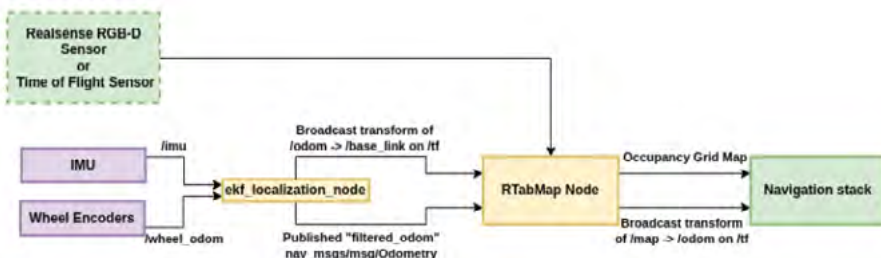 Realsense RGB-D
Sensor
or
Time of Flight Sensor
/imu
IMU
Wheel Encoders
/wheel_odom
ekf_localization_node
Broadcast transform of
/odom -> /base_link on /tf
Published "filtered_odom"
nav_msgs/msg/Odometry
RTabMap Node
Occupancy Grid Map
Broadcast transform
of /map -> /odom on /tf
Navigation stack